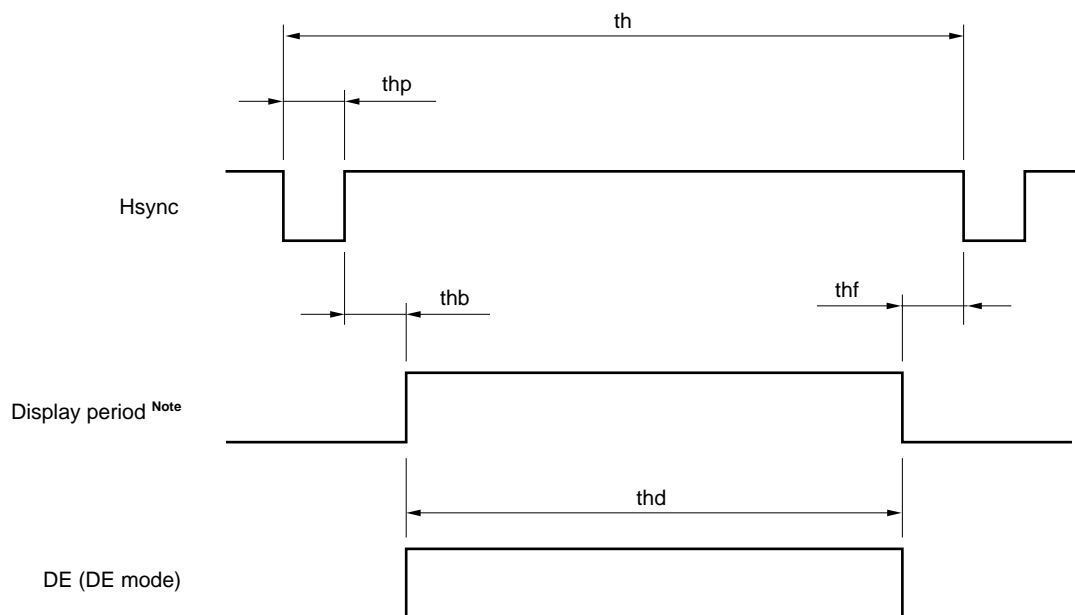 th
thp
Hsync
thb
thf
Display period Note
thd
DE (DE mode)